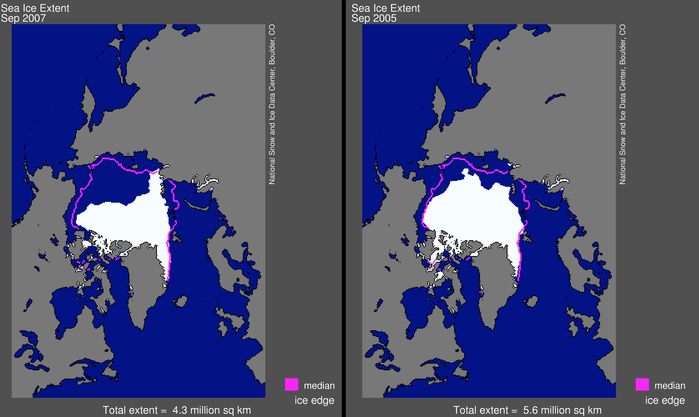 Sea Ice Extent
Sep 2007
National Snow and Ice Data Center, Boulder, CO
median
ice edge
Total extent = 4.3 million sq km
Sea Ice Extent
Sep 2005
National Snow and Ice Data Center, Boulder, CO
median
ice edge
Total extent = 5.6 million sq km